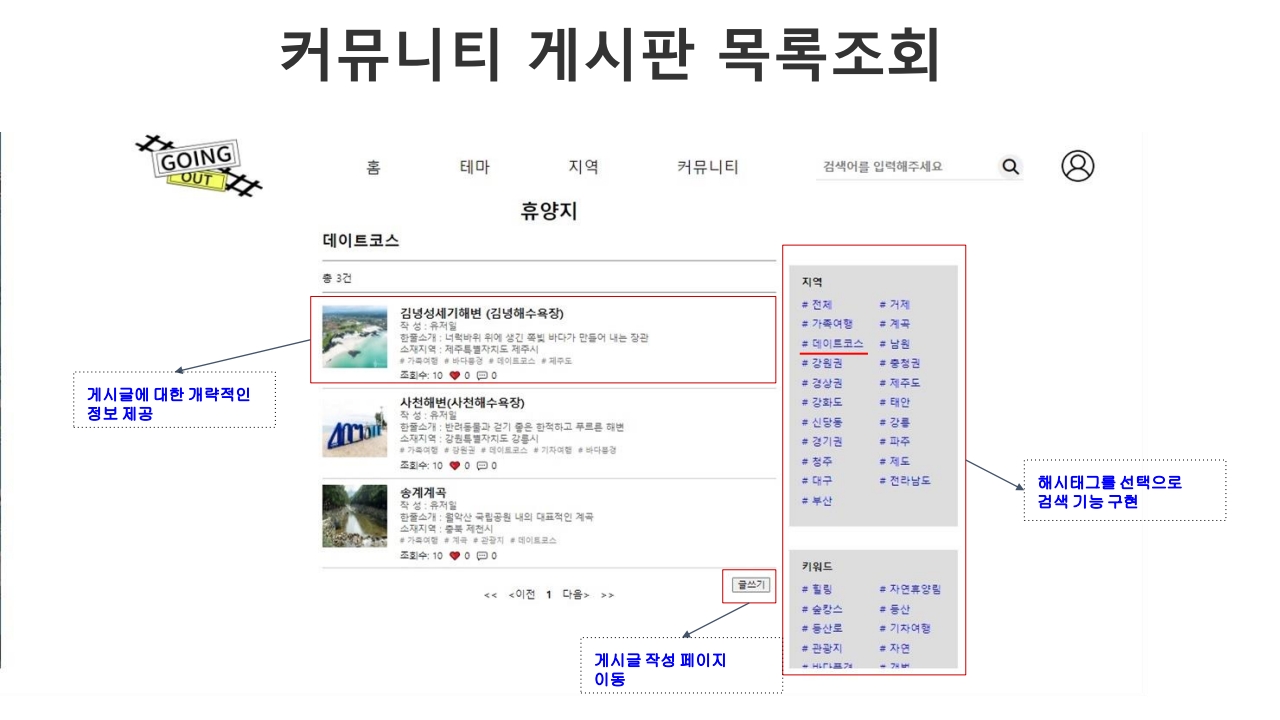 커뮤니티 게시판 목록조회
GOING
OUT
홈 테마 지역 커뮤니티 검색어를 입력해주세요
휴양지
데이트코스
총 3건
김녕성세기해변 (김녕해수욕장)
작 성 : 유저일
한줄소개 : 너럭바위 위에 생긴 쪽빛 바다가 만들어 내는 장관
소재지역 : 제주특별자치도 제주시
# 가족여행 # 바다풍경 # 데이트코스 # 제주도
조회수: 10 0 0
사천해변(사천해수욕장)
작 성 : 유저일
한줄소개 : 반려동물과 걷기 좋은 한적하고 푸르른 해변
소재지역 : 강원특별자치도 강릉시
# 가족여행 # 강원권 # 데이트코스 # 기차여행 # 바다풍경
조회수: 10 0 0
송계계곡
작 성 : 유저일
한줄소개 : 월악산 국립공원 내의 대표적인 계곡
소재지역 : 충북 제천시
# 가족여행 # 계곡 # 관광지 # 데이트코스
조회수: 10 0 0
글쓰기
<< <이전 1 다음> >>
지역
# 전체 # 거제
# 가족여행 # 계곡
# 데이트코스 # 남원
# 강원권 # 충청권
# 경상권 # 제주도
# 강화도 # 태안
# 신당동 # 강릉
# 경기권 # 파주
# 청주 # 제도
# 대구 # 전라남도
# 부산
키워드
# 힐링 # 자연휴양림
# 숲캉스 # 등산
# 등산로 # 기차여행
# 관광지 # 자연
# 바다풍경 # 갯벌
게시글에 대한 개략적인
정보 제공
해시태그를 선택으로
검색 기능 구현
게시글 작성 페이지
이동